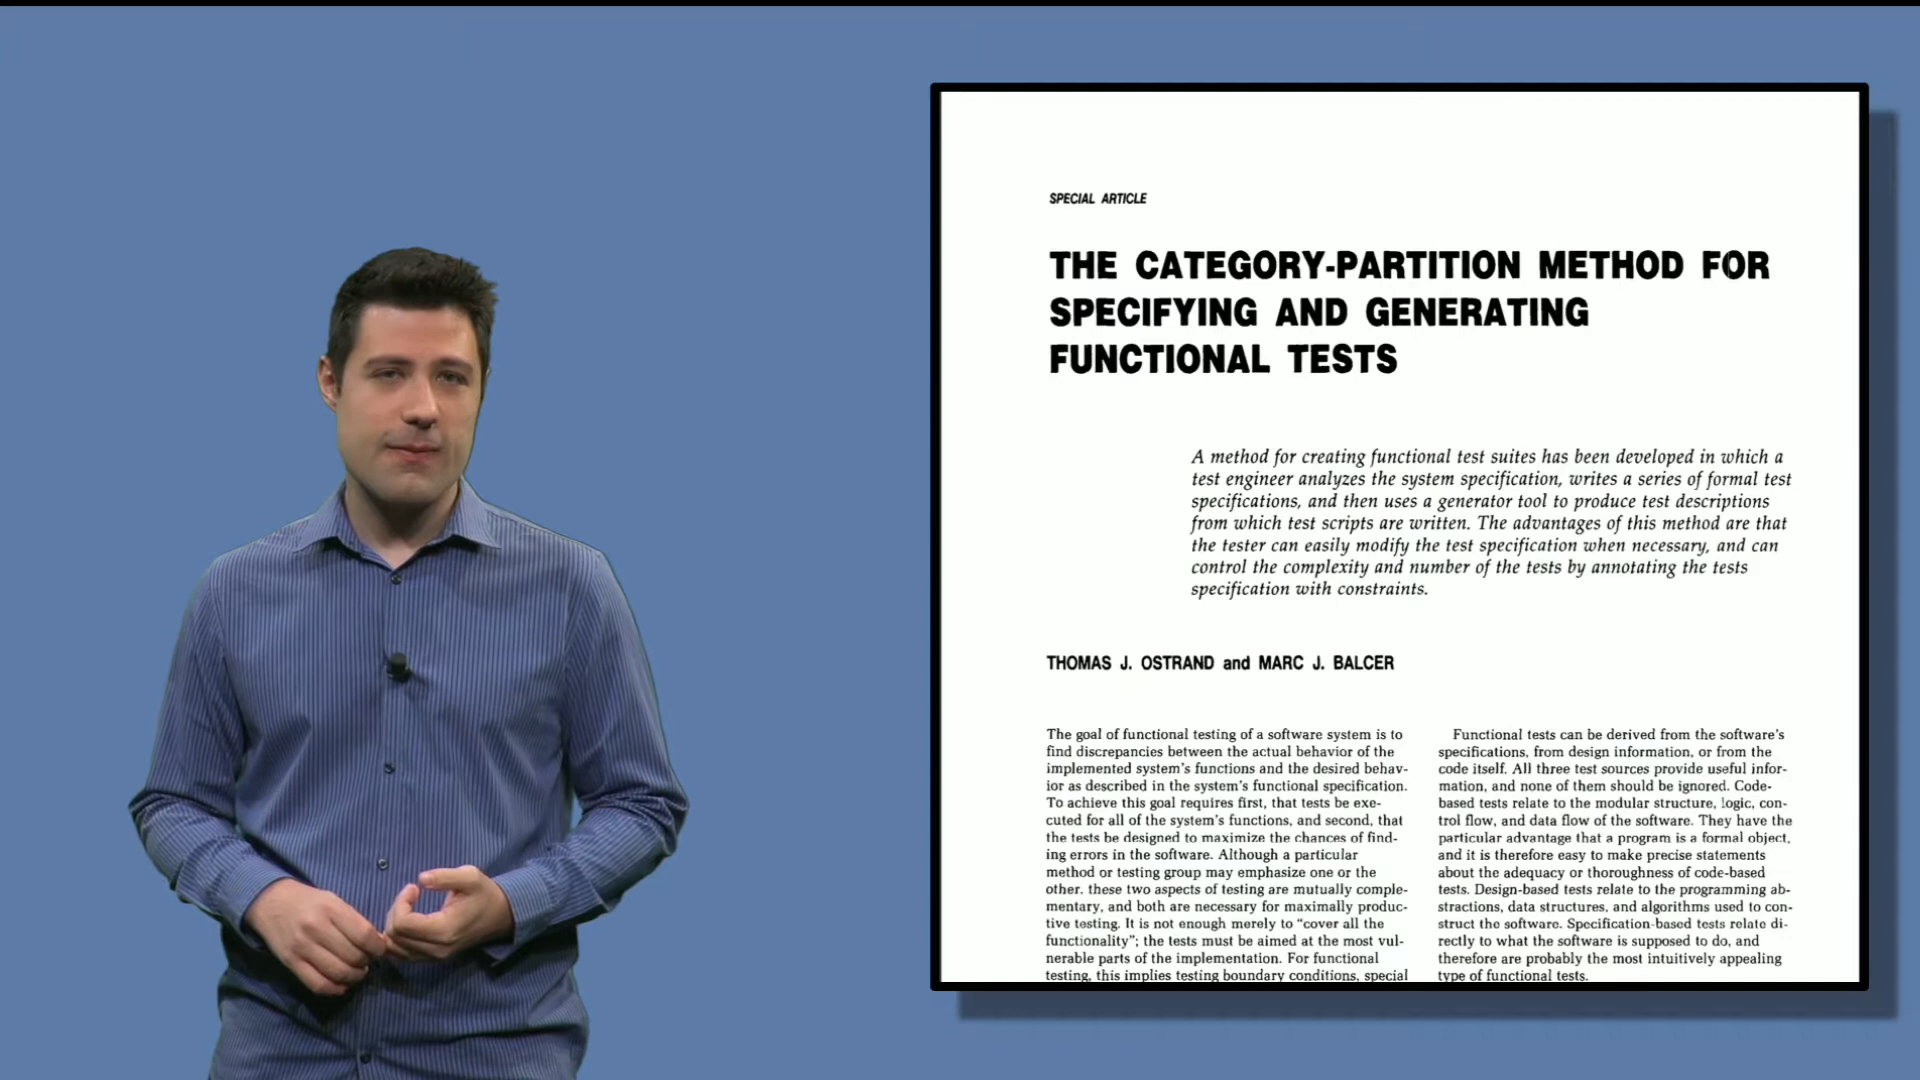 SPECIAL ARTICLE
THE CATEGORY-PARTITION METHOD FOR
SPECIFYING AND GENERATING
FUNCTIONAL TESTS
A method for creating functional test suites has been developed in which a
test engineer analyzes the system specification, writes a series of formal test
specifications, and then uses a generator tool to produce test descriptions
from which test scripts are written. The advantages of this method are that
the tester can easily modify the test specification when necessary, and can
control the complexity and number of the tests by annotating the tests
specification with constraints.
THOMAS J. OSTRAND and MARC J. BALCER
The goal of functional testing of a software system is to
find discrepancies between the actual behavior of the
implemented system's functions and the desired behav-
ior as described in the system's functional specification.
To achieve this goal requires first, that tests be exe-
cuted for all of the system's functions, and second, that
the tests be designed to maximize the chances of find-
ing errors in the software. Although a particular
method or testing group may emphasize one or the
other, these two aspects of testing are mutually comple-
mentary, and both are necessary for maximally produc-
tive testing. It is not enough merely to "cover all the
functionality"; the tests must be aimed at the most vul-
nerable parts of the implementation. For functional
testing, this implies testing boundary conditions, special
Functional tests can be derived from the software's
specifications, from design information, or from the
code itself. All three test sources provide useful infor-
mation, and none of them should be ignored. Code-
based tests relate to the modular structure, logic, con-
trol flow, and data flow of the software. They have the
particular advantage that a program is a formal object,
and it is therefore easy to make precise statements
about the adequacy or thoroughness of code-based
tests. Design-based tests relate to the programming ab-
stractions, data structures, and algorithms used to con-
struct the software. Specification-based tests relate di-
rectly to what the software is supposed to do, and
therefore are probably the most intuitively appealing
type of functional tests.